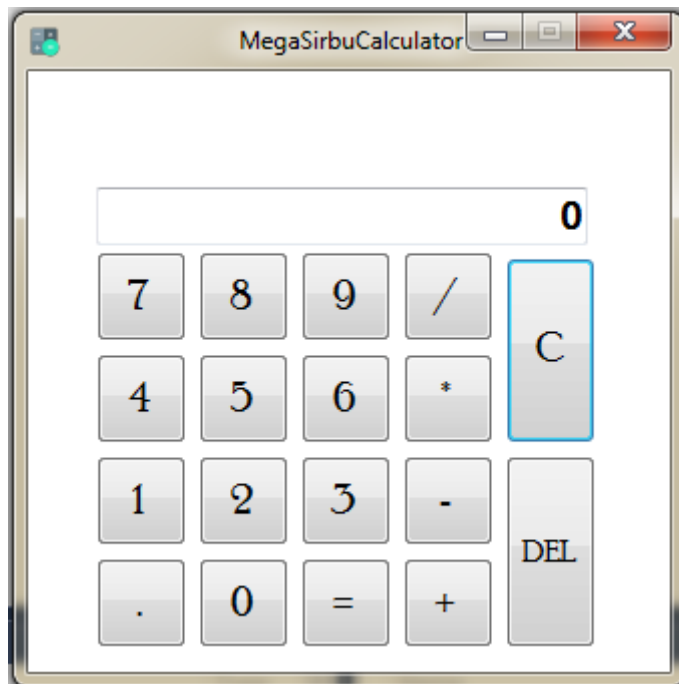 MegaSirbuCalculator
0
7 8 9 / C
4 5 6 *
1 2 3 - DEL
. 0 = +